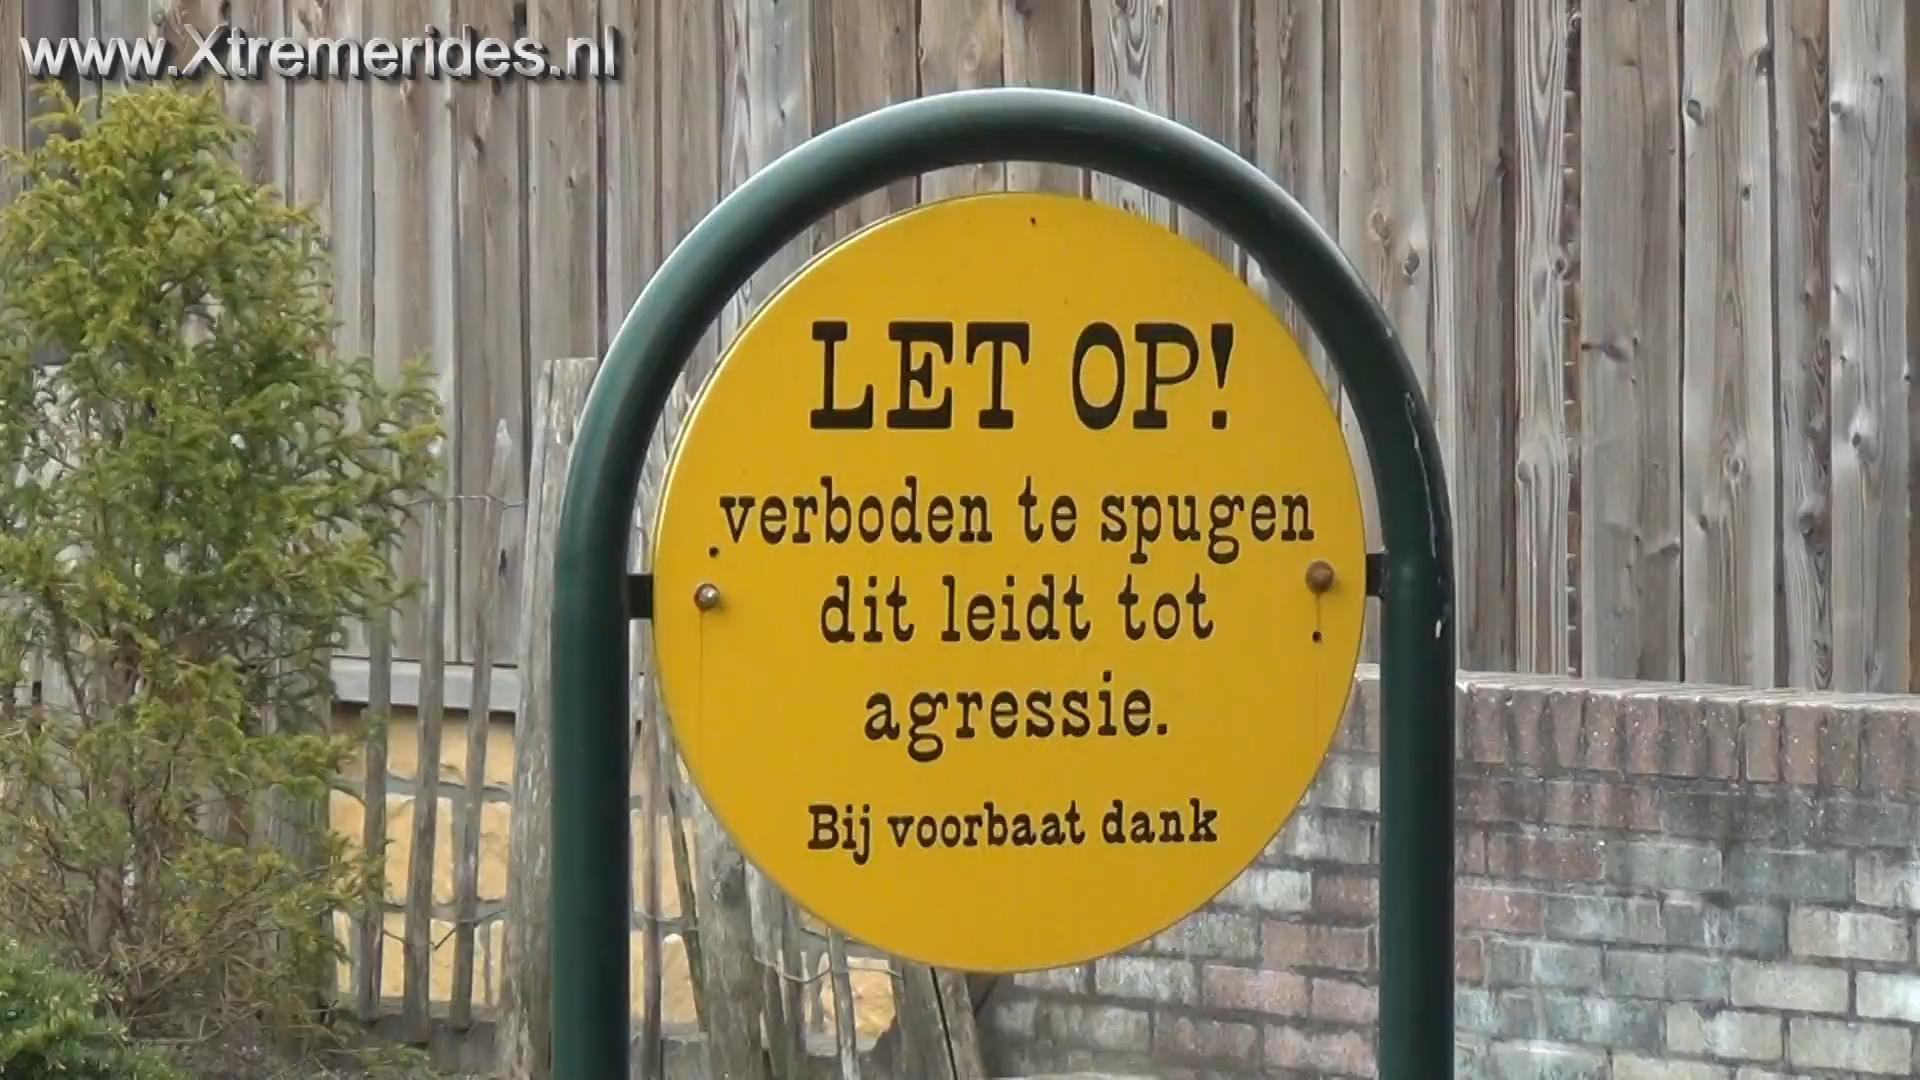 www.Xtremerides.nl
LET OP!
verboden te spugen
dit leidt tot
agressie.
Bij voorbaat dank